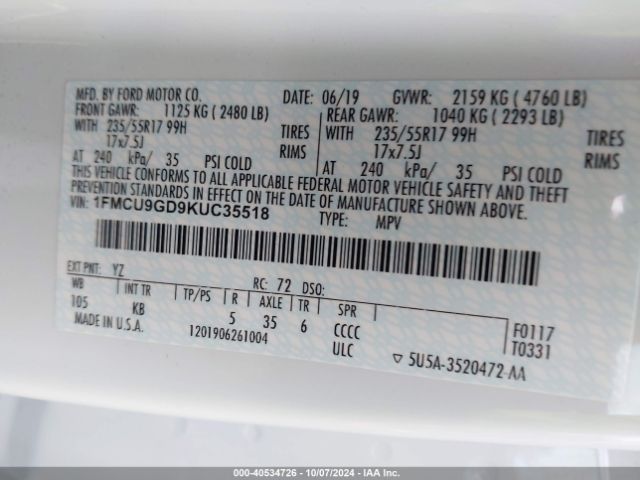 MFD. BY FORD MOTOR CO.
DATE: 06/19 GVWR: 2159 KG ( 4760 LB)
FRONT GAWR: 1125 KG ( 2480 LB)
REAR GAWR: 1040 KG ( 2293 LB)
WITH 235/55R17 99H TIRES
WITH 235/55R17 99H TIRES
17x7.5J RIMS
17x7.5J RIMS
AT 240 kPa/ 35 PSI COLD
AT 240 kPa/ 35 PSI COLD
THIS VEHICLE CONFORMS TO ALL APPLICABLE FEDERAL MOTOR VEHICLE SAFETY AND THEFT
PREVENTION STANDARDS IN EFFECT ON THE DATE OF MANUFACTURE SHOWN ABOVE.
VIN: 1FMCU9GD9KUC35518
TYPE: MPV
EXT PNT: YZ RC: 72 DSO:
WB INT TR TP/PS R AXLE TR SPR
105 KB 5 35 6 CCCC F0117
MADE IN U.S.A. 1201906261004 ULC T0331
▽ 5U5A-3520472-AA
000-40534726 - 10/07/2024 - IAAI.COM